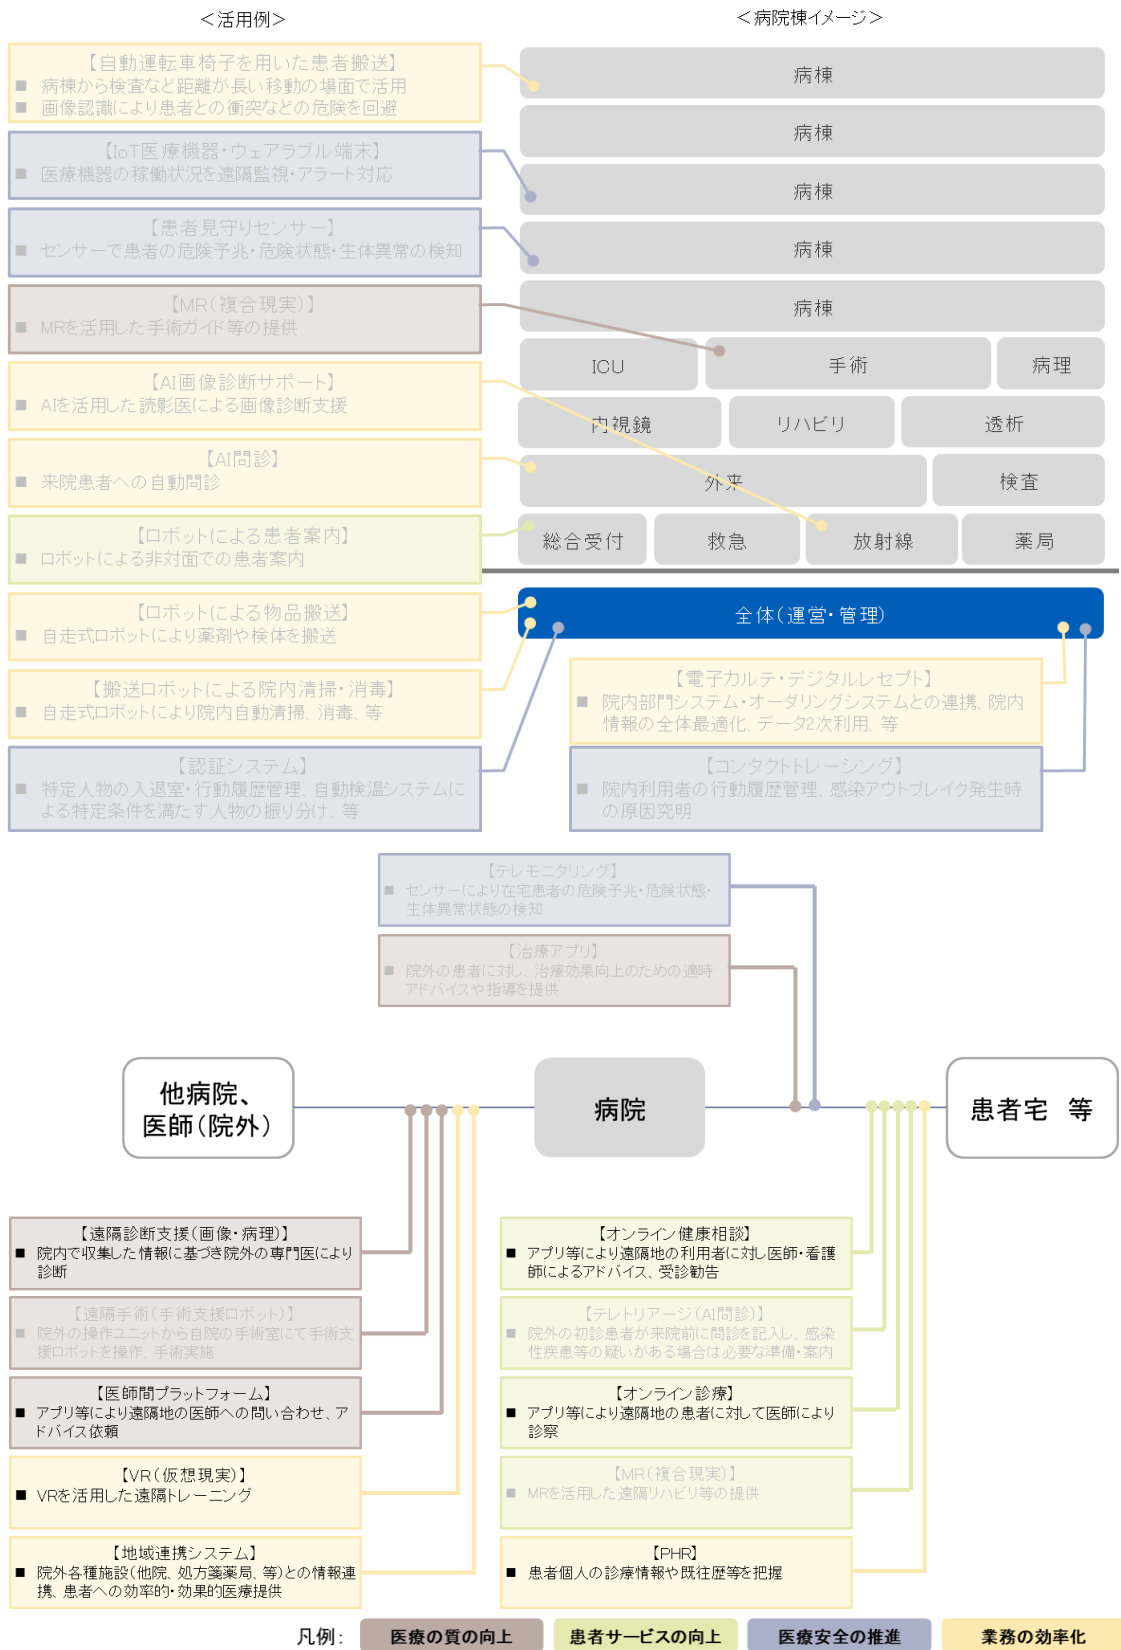 ＜活用例＞
＜病院棟イメージ＞
【自動運転車椅子を用いた患者搬送】
■ 病棟から検査など距離が長い移動の場面で活用
■ 画像認識により患者との衝突などの危険を回避
【IoT医療機器・ウェアラブル端末】
■ 医療機器の稼働状況を遠隔監視・アラート対応
【患者見守りセンサー】
■ センサーで患者の危険予兆・危険状態・生体異常の検知
【MR（複合現実）】
■ MRを活用した手術ガイド等の提供
【AI画像診断サポート】
■ AIを活用した読影医による画像診断支援
【AI問診】
■ 来院患者への自動問診
【ロボットによる患者案内】
■ ロボットによる非対面での患者案内
【ロボットによる物品搬送】
■ 自走式ロボットにより薬剤や検体を搬送
【搬送ロボットによる院内清掃・消毒】
■ 自走式ロボットにより院内自動清掃、消毒、等
【認証システム】
■ 特定人物の入退室・行動履歴管理、自動検温システムに
よる特定条件を満たす人物の振り分け、等
病棟
病棟
病棟
病棟
病棟
ICU 手術 病理
内視鏡 リハビリ 透析
外来 検査
総合受付 救急 放射線 薬局
全体（運営・管理）
【電子カルテ・デジタルレセプト】
■ 院内部門システム・オーダリングシステムとの連携、院内
情報の全体最適化、データ2次利用、等
【コンタクトトレーシング】
■ 院内利用者の行動履歴管理、感染アウトブレイク発生時
の原因究明
【テレモニタリング】
■ センサーにより在宅患者の危険予兆・危険状態・
生体異常状態の検知
【治療アプリ】
■ 院外の患者に対し、治療効果向上のための適時
アドバイスや指導を提供
他病院、
医師（院外）
病院
患者宅　等
【遠隔診断支援（画像・病理）】
■ 院内で収集した情報に基づき院外の専門医により
診断
【遠隔手術（手術支援ロボット）】
■ 院外の操作ユニットから自院の手術室にて手術支
援ロボットを操作、手術実施
【医師間プラットフォーム】
■ アプリ等により遠隔地の医師への問い合わせ、ア
ドバイス依頼
【VR（仮想現実）】
■ VRを活用した遠隔トレーニング
【地域連携システム】
■ 院外各種施設（他院、処方箋薬局、等）との情報連
携、患者への効率的・効果的医療提供
【オンライン健康相談】
■ アプリ等により遠隔地の利用者に対し医師・看護
師によるアドバイス、受診勧告
【テレトリアージ（AI問診）】
■ 院外の初診患者が来院前に問診を記入し、感染
性疾患等の疑いがある場合は必要な準備・案内
【オンライン診療】
■ アプリ等により遠隔地の患者に対して医師により
診察
【MR（複合現実）】
■ MRを活用した遠隔リハビリ等の提供
【PHR】
■ 患者個人の診療情報や既往歴等を把握
凡例： 医療の質の向上 患者サービスの向上 医療安全の推進 業務の効率化